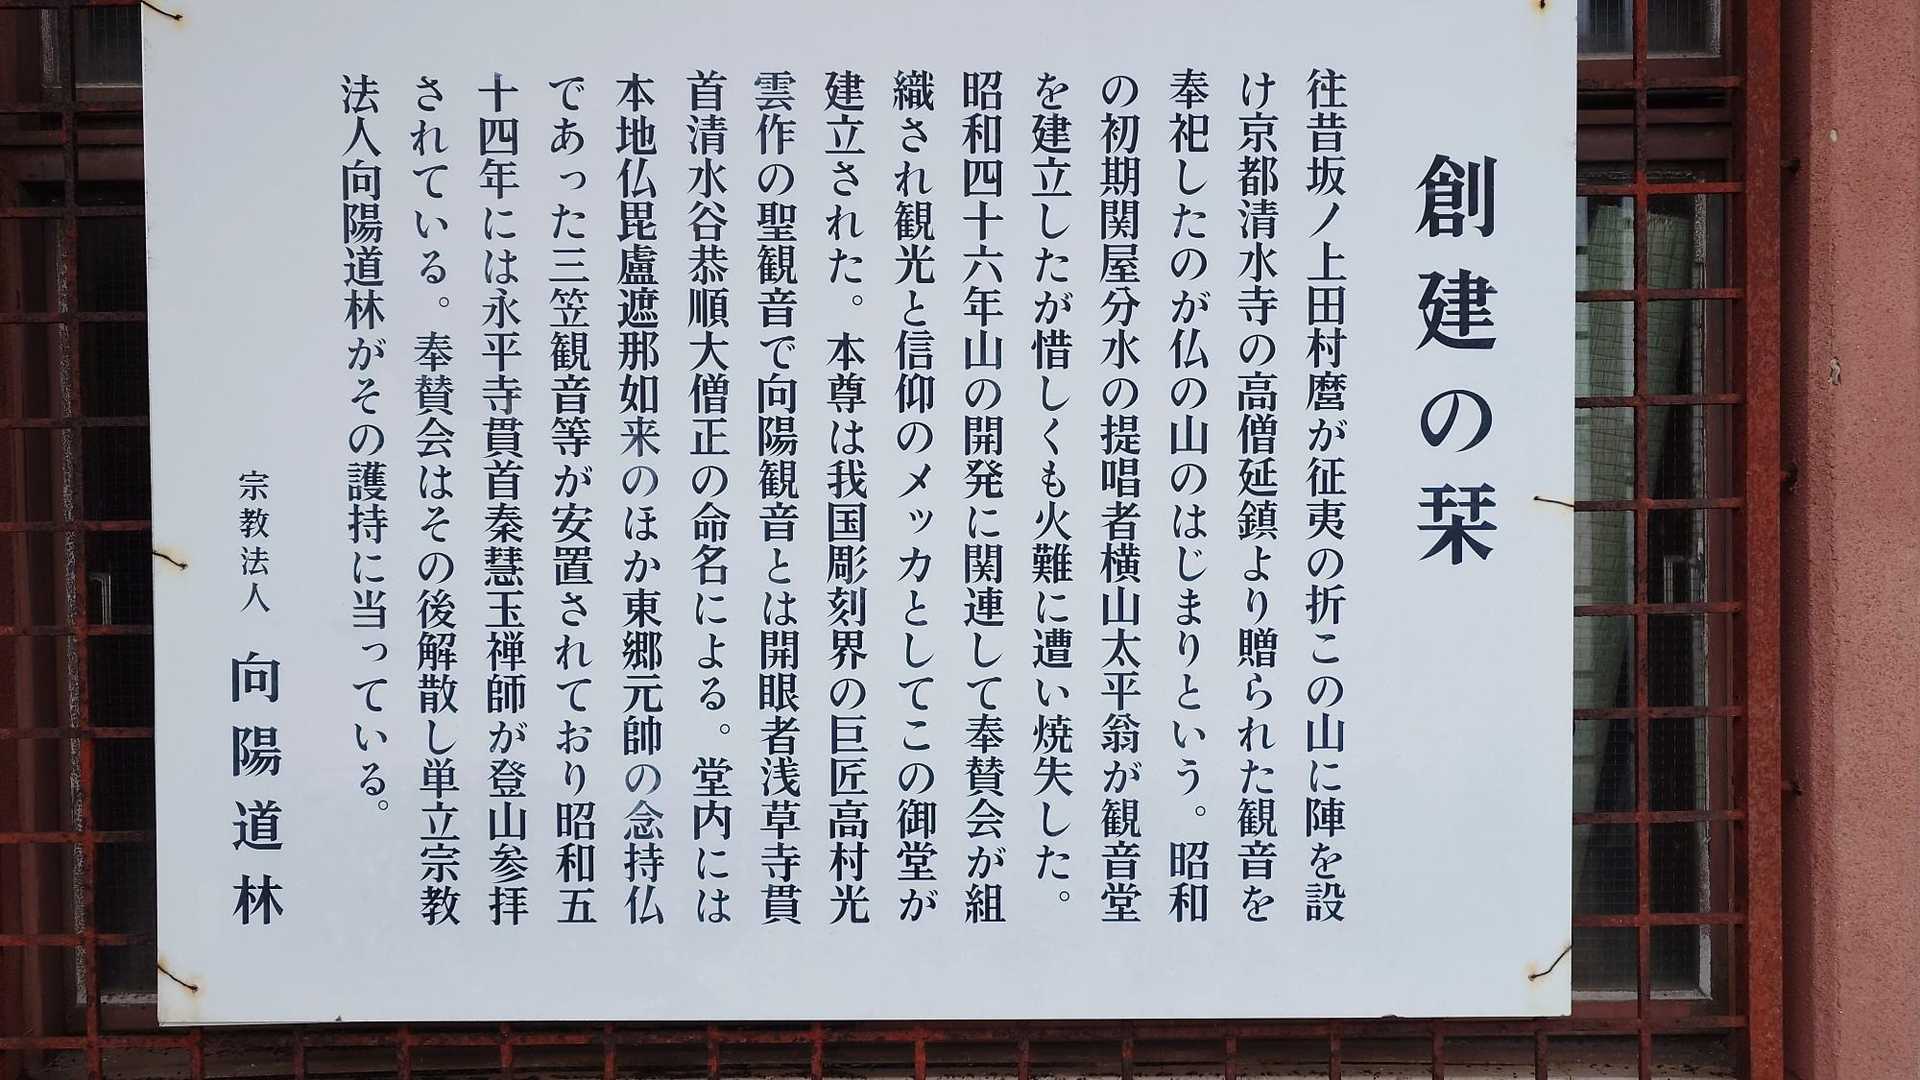 創建の栞
往昔坂ノ上田村麿が征夷の折この山に陣を設
け京都清水寺の高僧延鎮より贈られた観音を
奉祀したのが仏の山のはじまりという。昭和
の初期関屋分水の提唱者横山太平翁が観音堂
を建立したが惜しくも火難に遭い焼失した。
昭和四十六年山の開発に関連して奉賛会が組
織され観光と信仰のメッカとしてこの御堂が
建立された。本尊は我国彫刻界の巨匠高村光
雲作の聖観音で向陽観音とは開眼者浅草寺貫
首清水谷恭順大僧正の命名による。堂内には
本地仏毘盧遮那如来のほか東郷元帥の念持仏
であった三笠観音等が安置されており昭和五
十四年には永平寺貫首秦慧玉禅師が登山参拝
されている。奉賛会はその後解散し単立宗教
法人向陽道林がその護持に当っている。
宗教法人 向陽道林